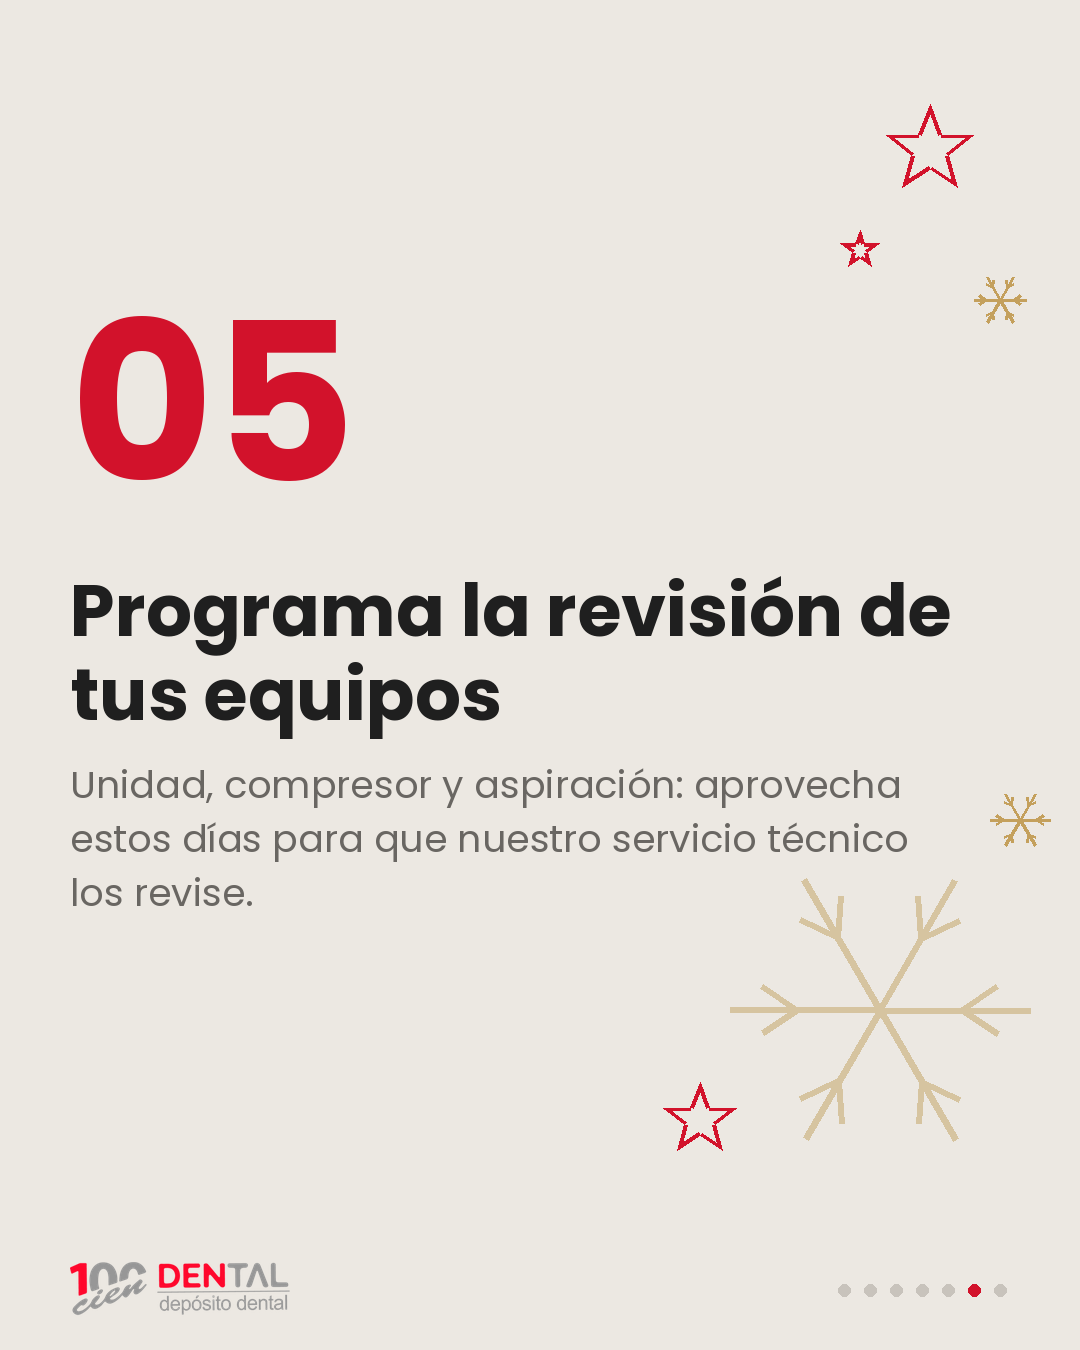 05
Programa la revisión de
tus equipos
Unidad, compresor y aspiración: aprovecha
estos días para que nuestro servicio técnico
los revise.
100 DENTAL
cien depósito dental